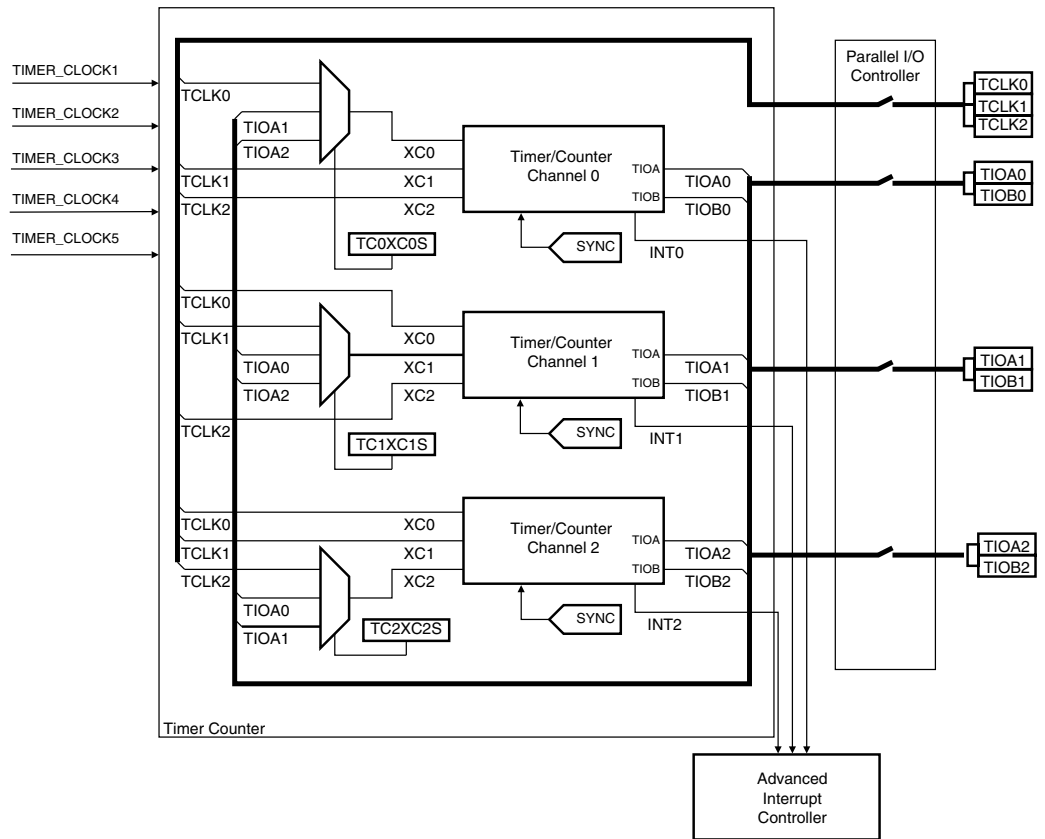 TIMER_CLOCK1
TIMER_CLOCK2
TIMER_CLOCK3
TIMER_CLOCK4
TIMER_CLOCK5
TCLK0
TIOA1
TIOA2
TCLK1
TCLK2
XC0
XC1
XC2
TC0XC0S
Timer/Counter
Channel 0
TIOA
TIOB
TIOA0
TIOB0
SYNC
INT0
TCLK0
TCLK1
TIOA0
TIOA2
TCLK2
XC0
XC1
XC2
TC1XC1S
Timer/Counter
Channel 1
TIOA
TIOB
TIOA1
TIOB1
SYNC
INT1
TCLK0
TCLK1
TCLK2
TIOA0
TIOA1
XC0
XC1
XC2
TC2XC2S
Timer/Counter
Channel 2
TIOA
TIOB
TIOA2
TIOB2
SYNC
INT2
Timer Counter
Parallel I/O
Controller
TCLK0
TCLK1
TCLK2
TIOA0
TIOB0
TIOA1
TIOB1
TIOA2
TIOB2
Advanced
Interrupt
Controller